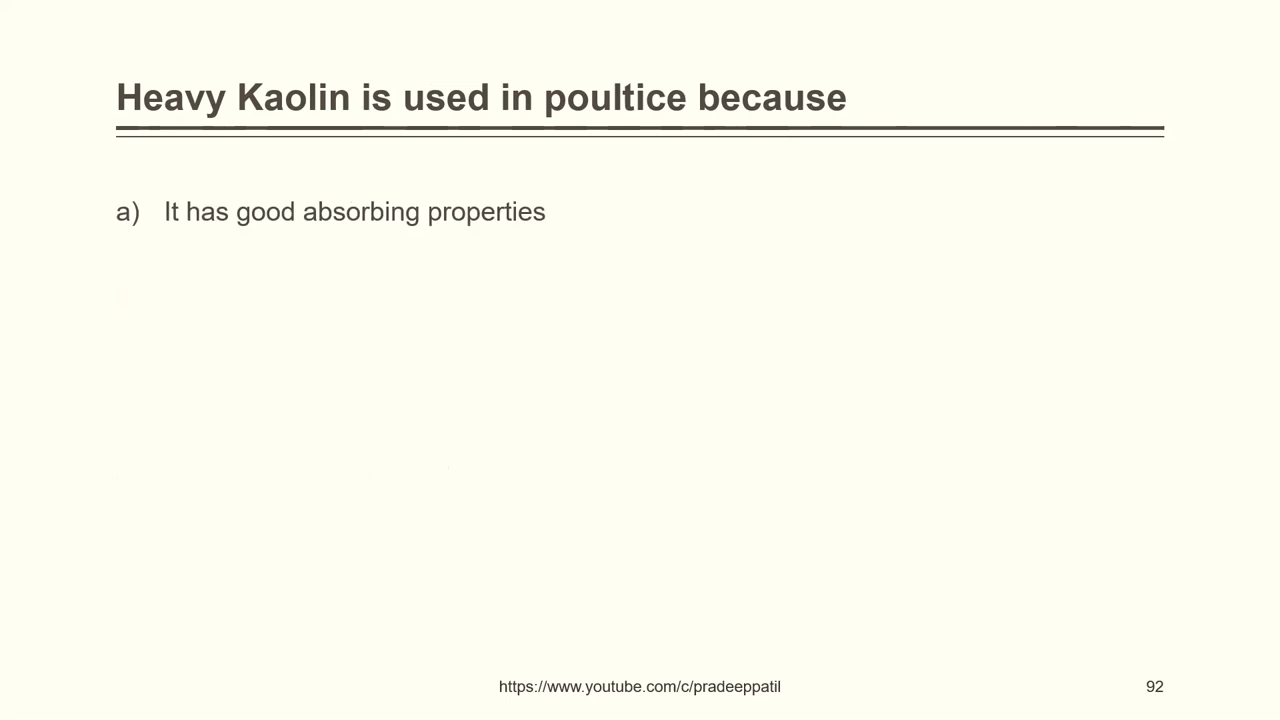 Heavy Kaolin is used in poultice because
a) It has good absorbing properties
https://www.youtube.com/c/pradeeppatil
92